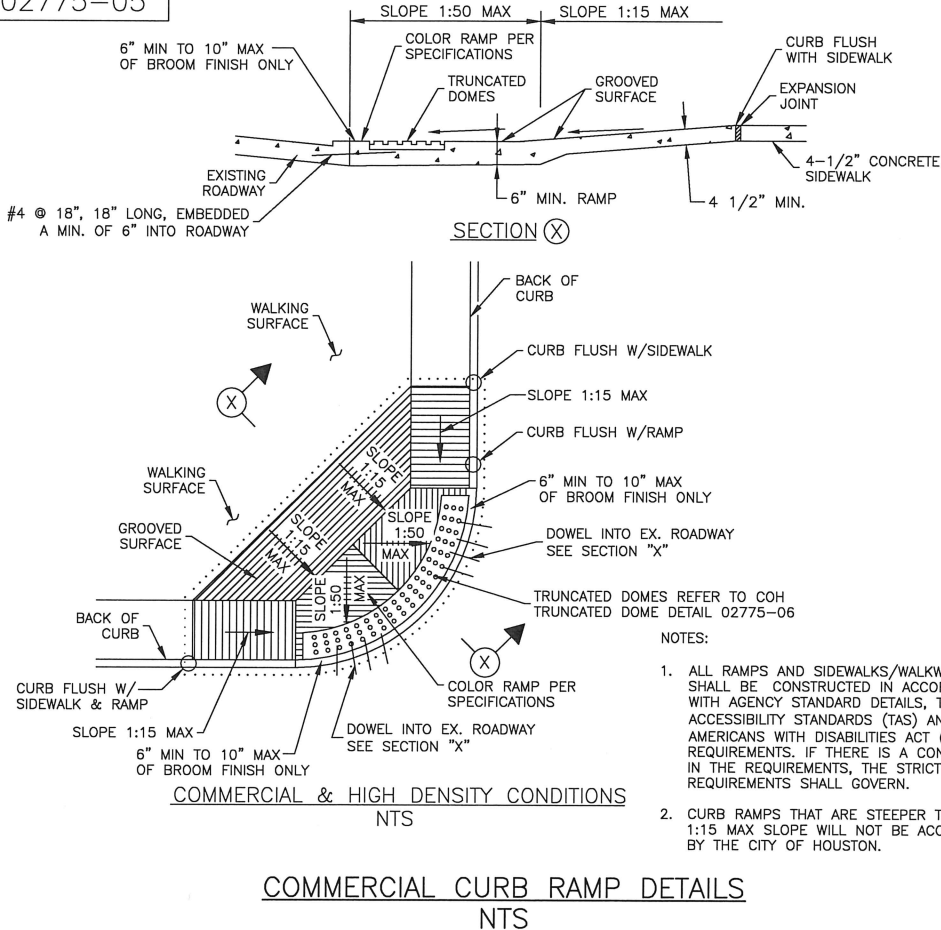 02775-05
SLOPE 1:50 MAX
SLOPE 1:15 MAX
6" MIN TO 10" MAX
OF BROOM FINISH ONLY
COLOR RAMP PER
SPECIFICATIONS
TRUNCATED
DOMES
GROOVED
SURFACE
CURB FLUSH
WITH SIDEWALK
EXPANSION
JOINT
EXISTING
ROADWAY
4-1/2" CONCRETE
SIDEWALK
#4 @ 18", 18" LONG, EMBEDDED
A MIN. OF 6" INTO ROADWAY
6" MIN. RAMP
4 1/2" MIN.
SECTION X
BACK OF
CURB
WALKING
SURFACE
CURB FLUSH W/SIDEWALK
X
SLOPE 1:15 MAX
CURB FLUSH W/RAMP
WALKING
SURFACE
SLOPE
1:15
MAX
6" MIN TO 10" MAX
OF BROOM FINISH ONLY
GROOVED
SURFACE
SLOPE
1:15
MAX
SLOPE
1:50
MAX
DOWEL INTO EX. ROADWAY
SEE SECTION "X"
SLOPE
1:50
MAX
TRUNCATED DOMES REFER TO COH
TRUNCATED DOME DETAIL 02775-06
BACK OF
CURB
X
CURB FLUSH W/
SIDEWALK & RAMP
COLOR RAMP PER
SPECIFICATIONS
SLOPE 1:15 MAX
DOWEL INTO EX. ROADWAY
SEE SECTION "X"
6" MIN TO 10" MAX
OF BROOM FINISH ONLY
COMMERCIAL & HIGH DENSITY CONDITIONS
NTS
NOTES:
1. ALL RAMPS AND SIDEWALKS/WALKW
SHALL BE CONSTRUCTED IN ACCOR
WITH AGENCY STANDARD DETAILS, T
ACCESSIBILITY STANDARDS (TAS) AN
AMERICANS WITH DISABILITIES ACT (
REQUIREMENTS. IF THERE IS A CON
IN THE REQUIREMENTS, THE STRICT
REQUIREMENTS SHALL GOVERN.
2. CURB RAMPS THAT ARE STEEPER T
1:15 MAX SLOPE WILL NOT BE ACC
BY THE CITY OF HOUSTON.
COMMERCIAL CURB RAMP DETAILS
NTS